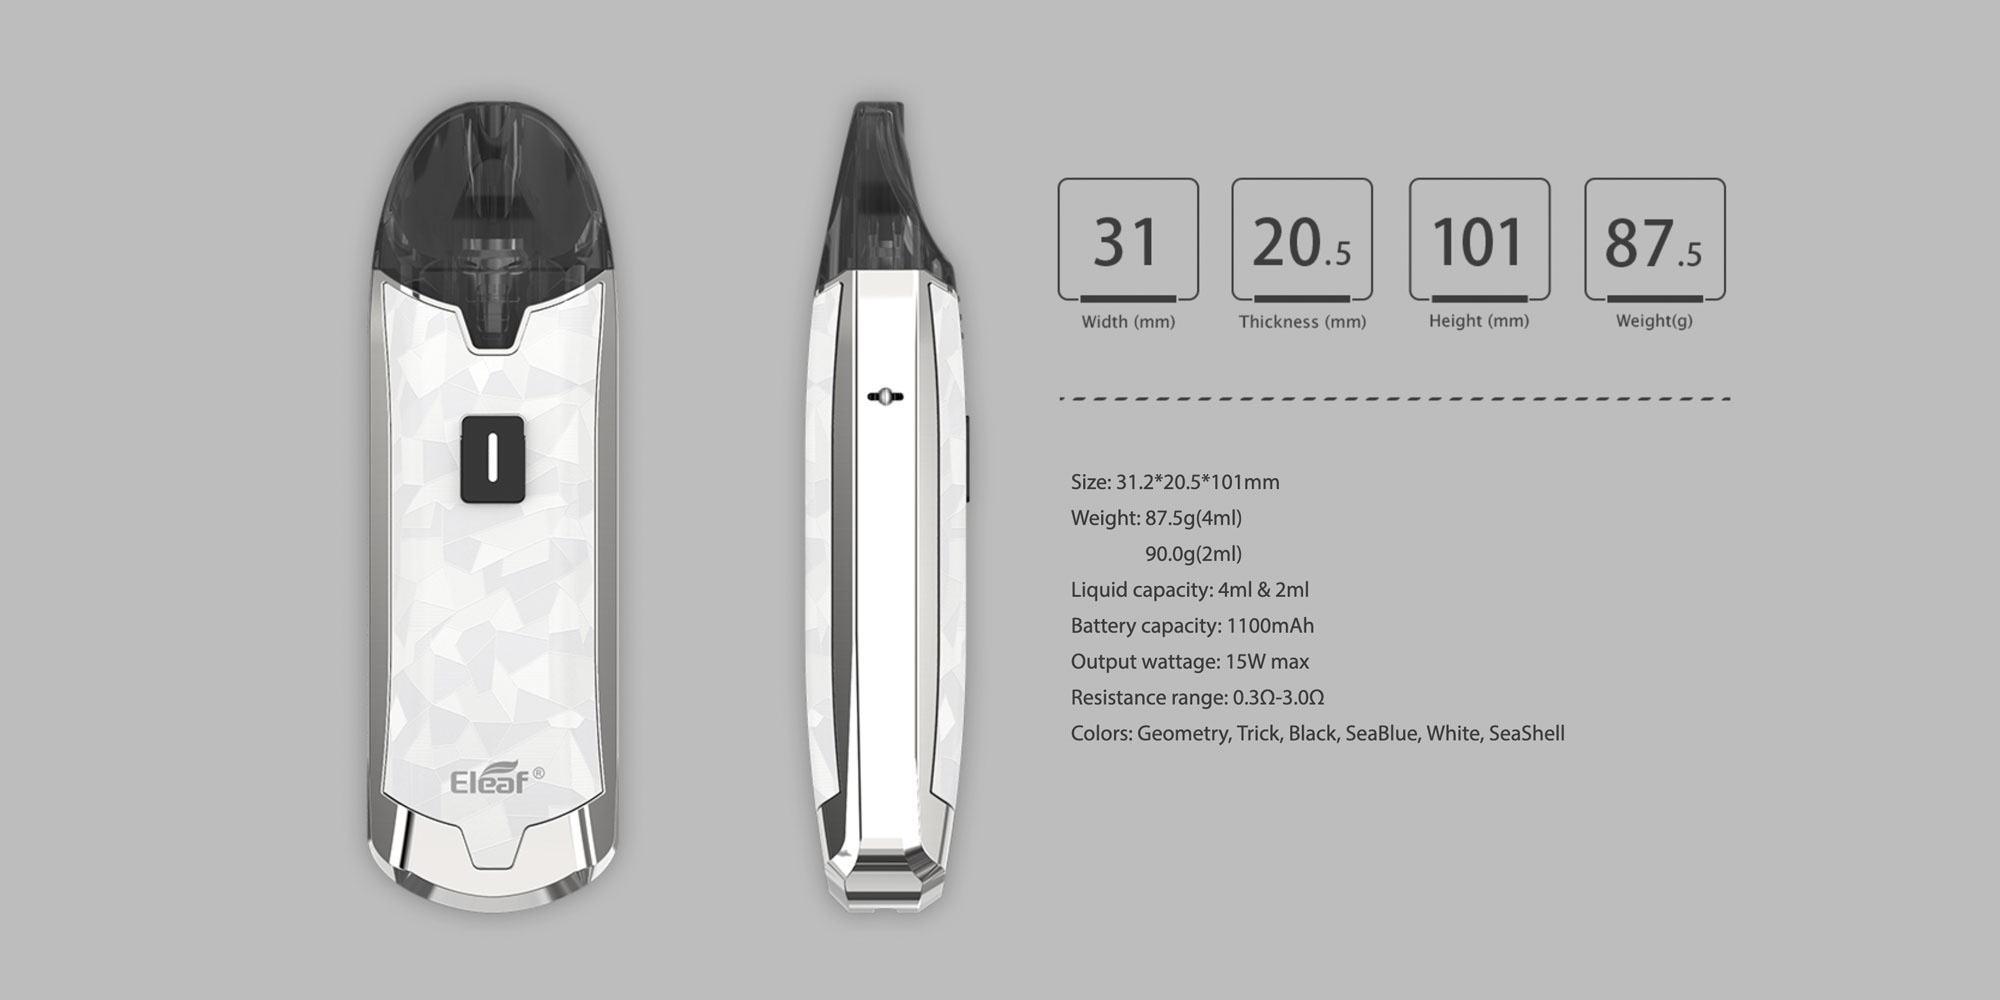 31
20.5
101
87.5
Width (mm)
Thickness (mm)
Height (mm)
Weight(g)
Size: 31.2*20.5*101mm
Weight: 87.5g(4ml)
90.0g(2ml)
Liquid capacity: 4ml & 2ml
Battery capacity: 1100mAh
Output wattage: 15W max
Resistance range: 0.3Ω-3.0Ω
Colors: Geometry, Trick, Black, SeaBlue, White, SeaShell
Eleaf®